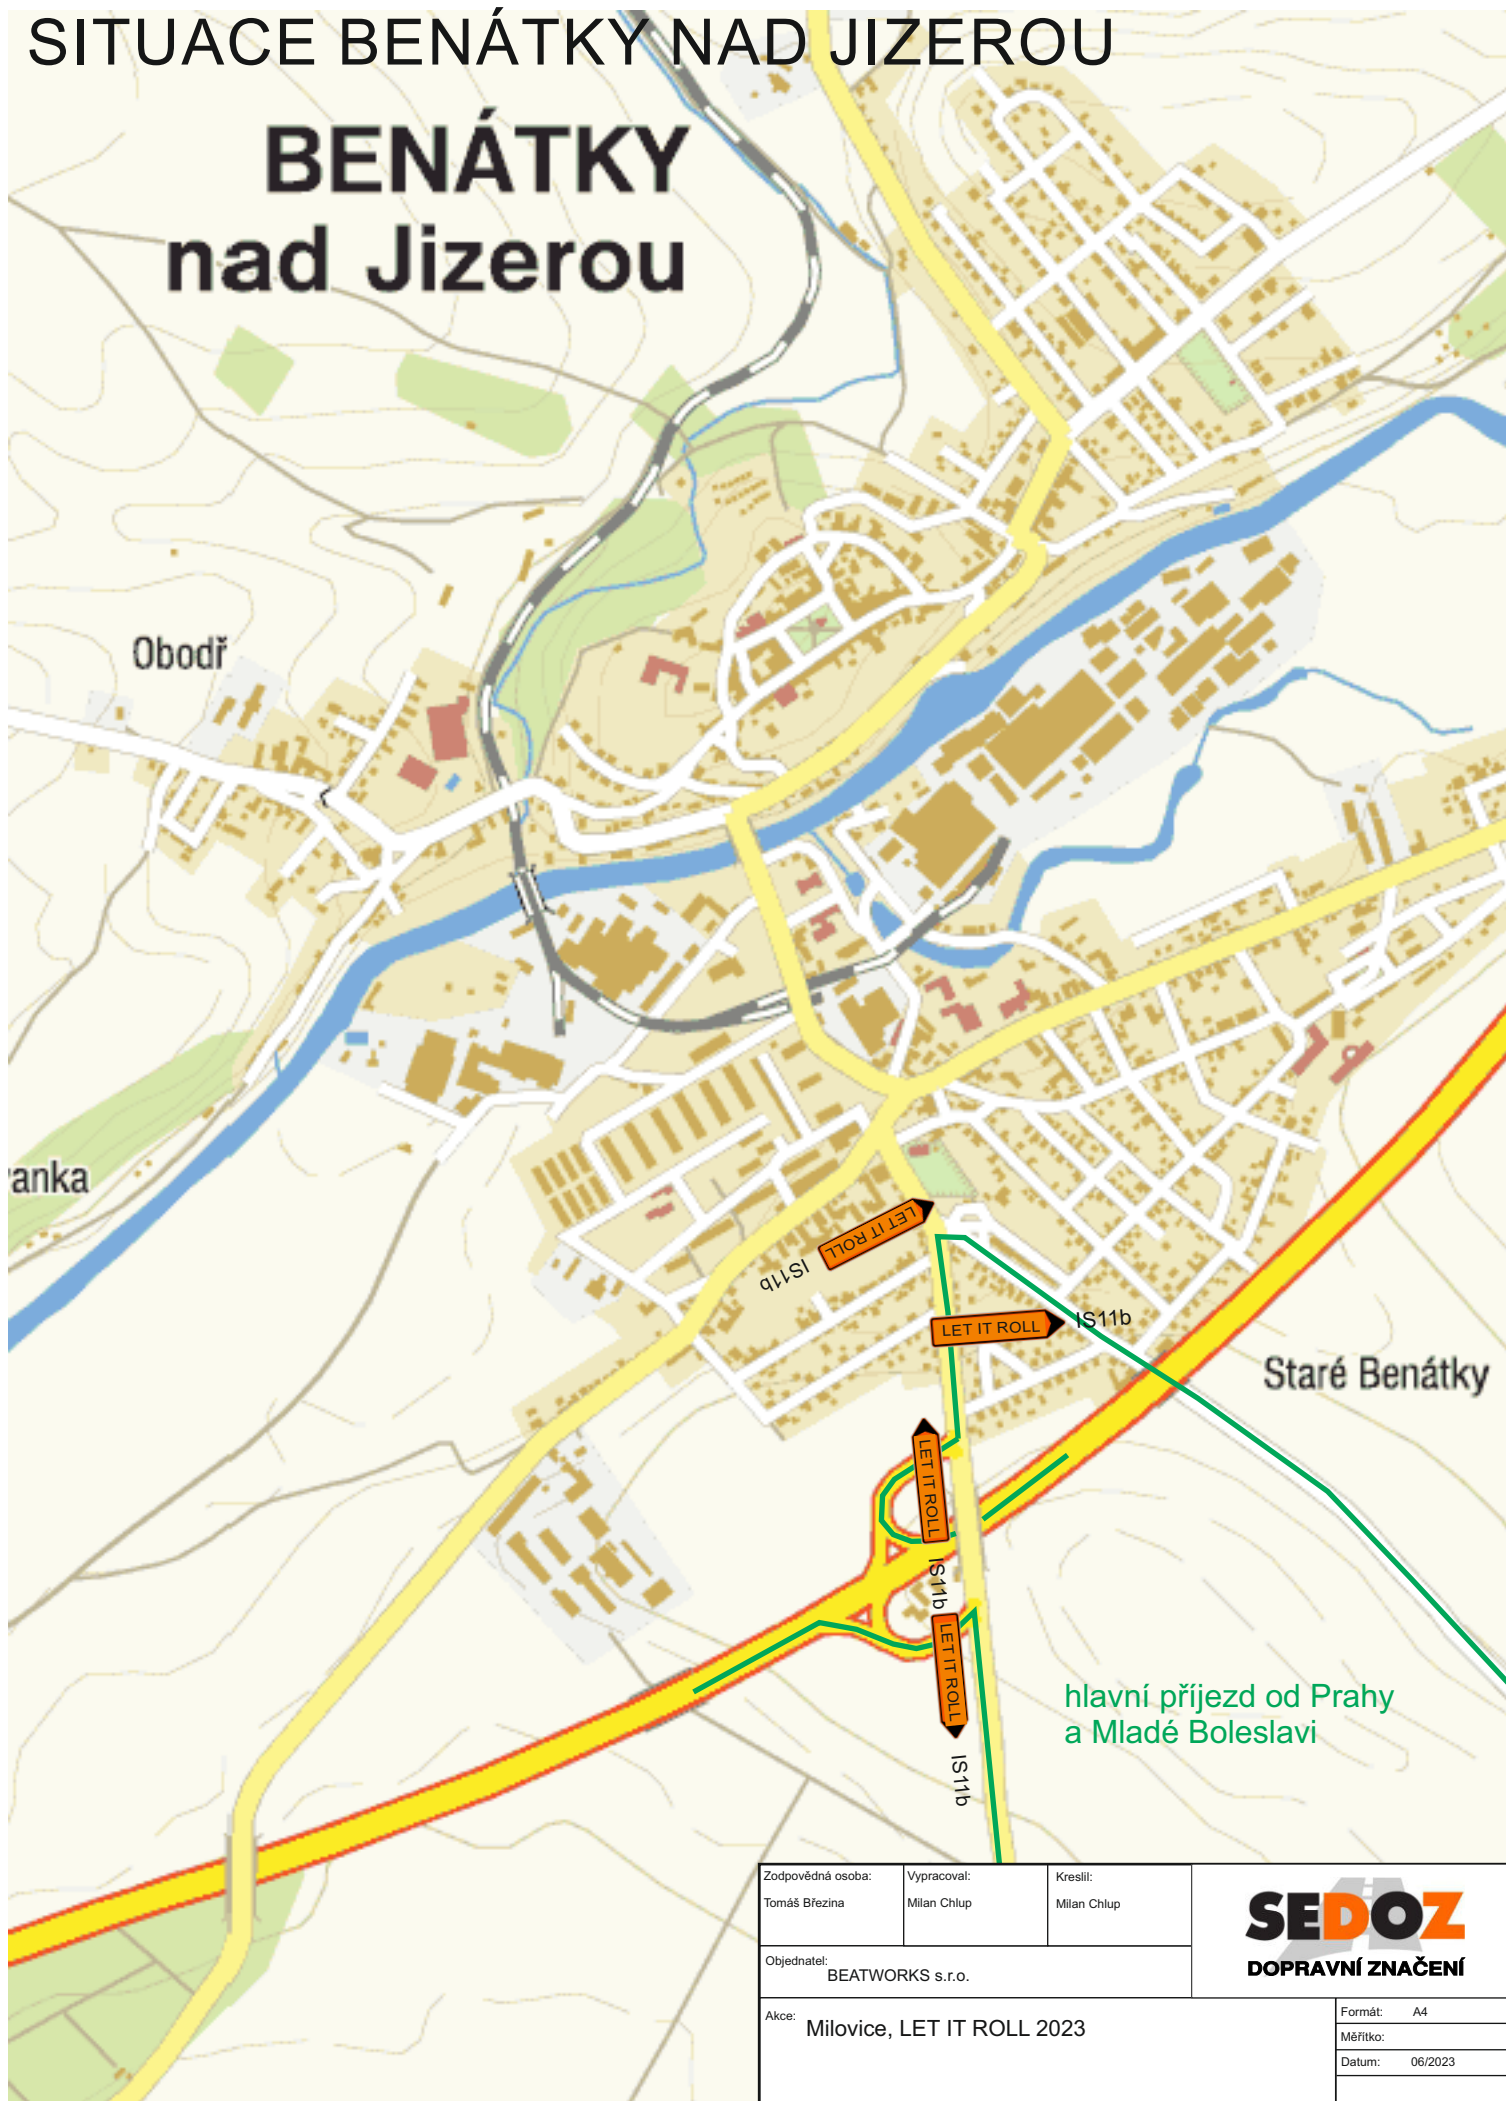 SITUACE BENÁTKY NAD JIZEROU
BENÁTKY
nad Jizerou
Obodř
anka
LET IT ROLL
IS11b
LET IT ROLL
IS11b
Staré Benátky
LET IT ROLL
IS11b
LET IT ROLL
IS11b
hlavní příjezd od Prahy
a Mladé Boleslavi
Zodpovědná osoba:
Tomáš Březina
Vypracoval:
Milan Chlup
Kreslil:
Milan Chlup
SEDOZ
DOPRAVNÍ ZNAČENÍ
Objednatel:
BEATWORKS s.r.o.
Akce: Milovice, LET IT ROLL 2023
Formát: A4
Měřítko:
Datum: 06/2023